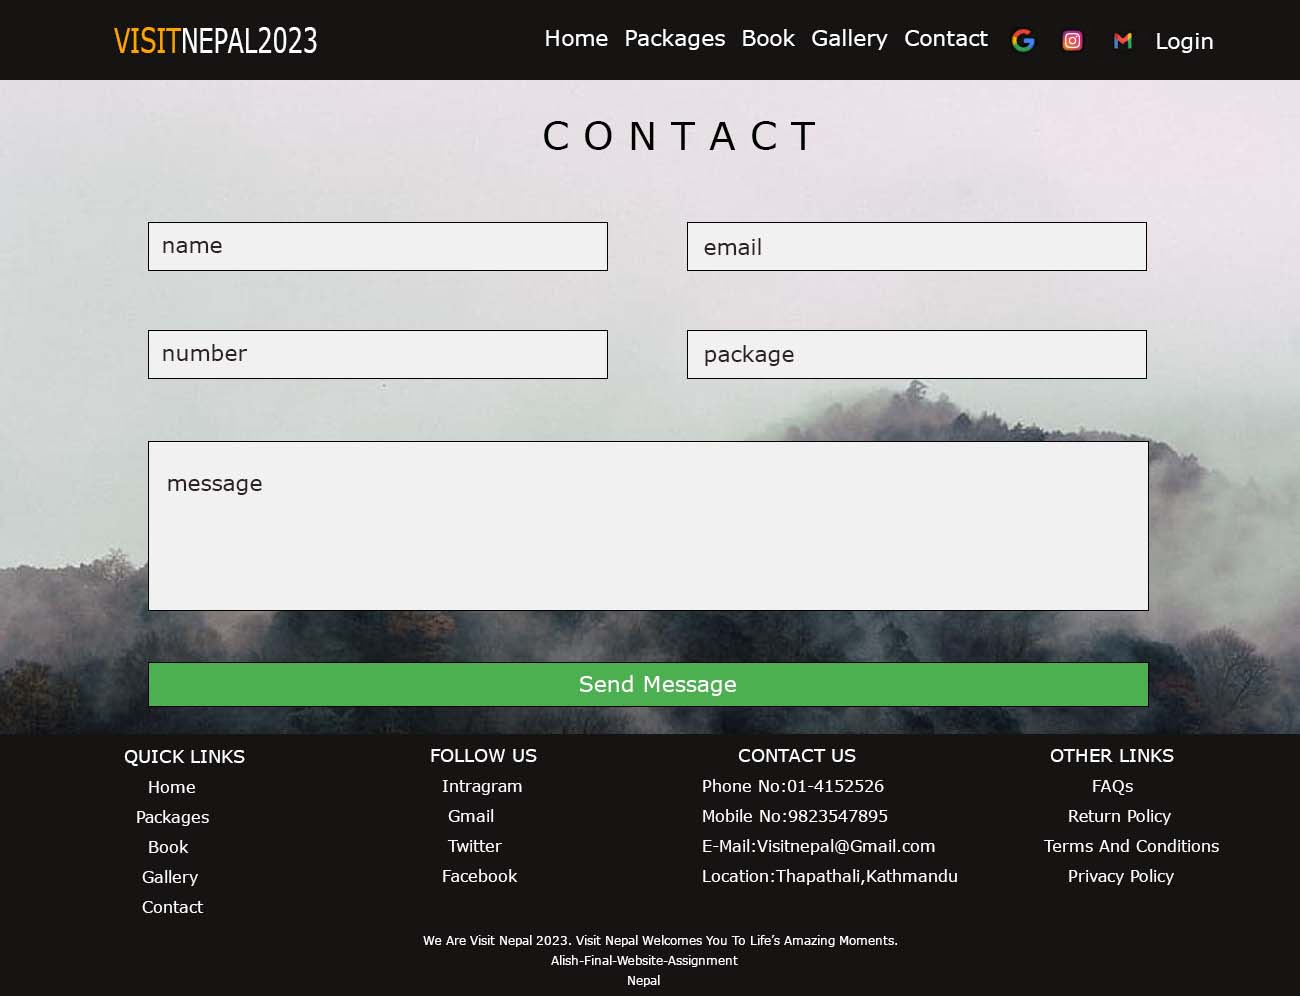 VISITNEPAL2023
Home Packages Book Gallery Contact Login
C O N T A C T
name
email
number
package
message
Send Message
QUICK LINKS
Home
Packages
Book
Gallery
Contact
FOLLOW US
Intragram
Gmail
Twitter
Facebook
CONTACT US
Phone No:01-4152526
Mobile No:9823547895
E-Mail:Visitnepal@Gmail.com
Location:Thapathali,Kathmandu
OTHER LINKS
FAQs
Return Policy
Terms And Conditions
Privacy Policy
We Are Visit Nepal 2023. Visit Nepal Welcomes You To Life’s Amazing Moments.
Alish-Final-Website-Assignment
Nepal